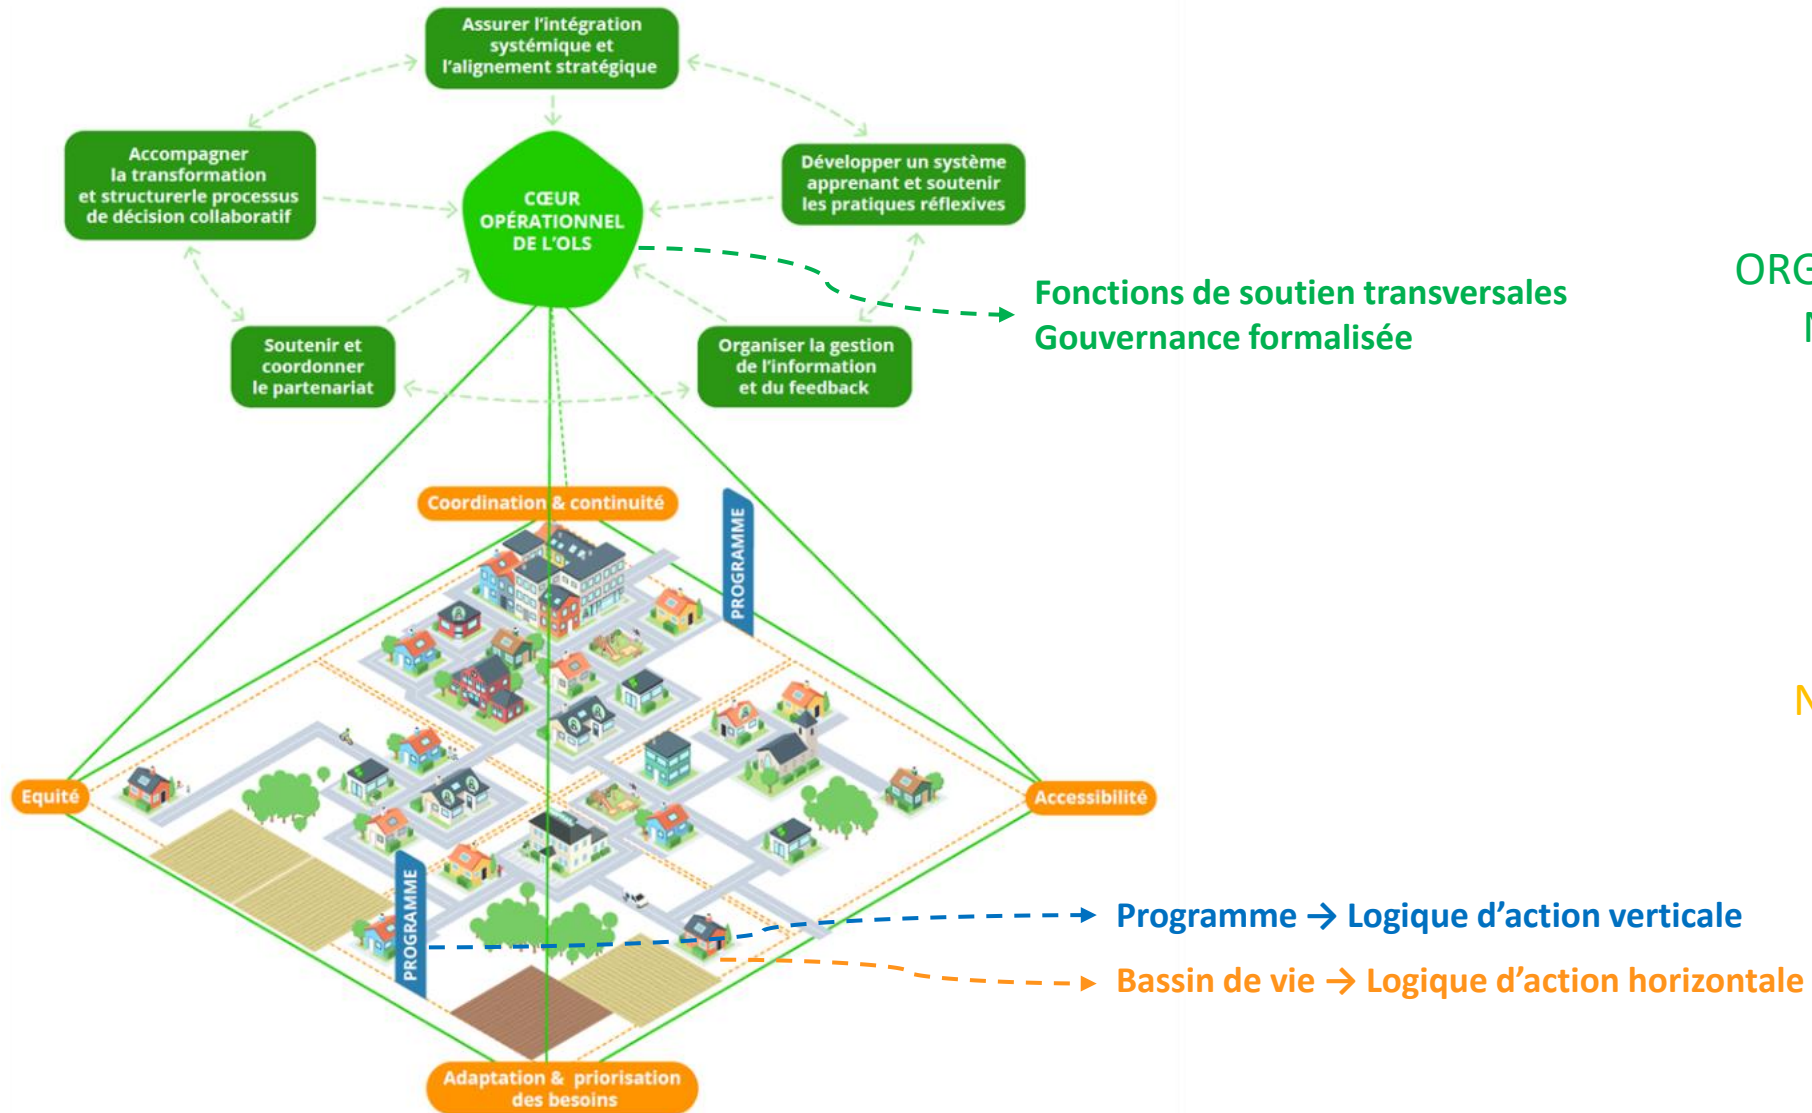 Assurer l'intégration
systémique et
l'alignement stratégique
Accompagner
la transformation
et structurerle processus
de décision collaboratif
CŒUR
OPÉRATIONNEL
DE L'OLS
Développer un système
apprenant et soutenir
les pratiques réflexives
Soutenir et
coordonner
le partenariat
Organiser la gestion
de l'information
et du feedback
Fonctions de soutien transversales
Gouvernance formalisée
ORG
Coordination & continuité
PROGRAMME
Equité
Accessibilité
PROGRAMME
Programme → Logique d'action verticale
Bassin de vie → Logique d'action horizontale
Adaptation & priorisation
des besoins